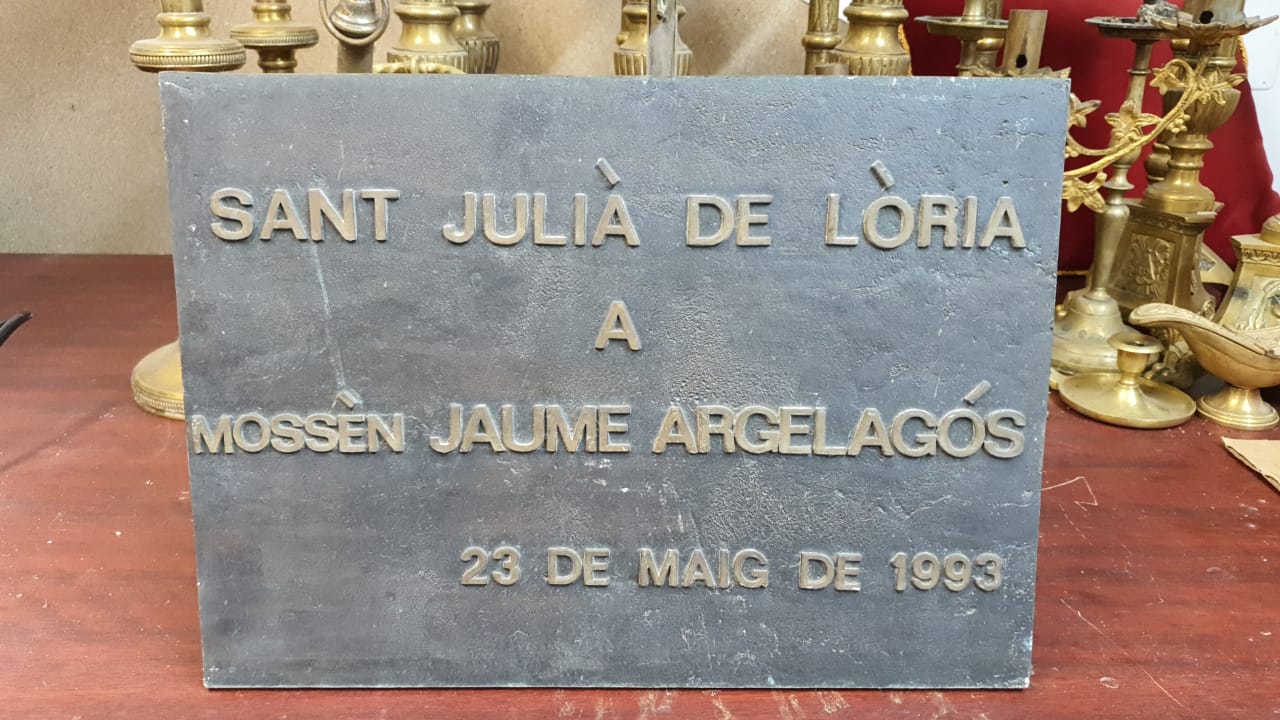 SANT JULIÀ DE LÒRIA
A
MOSSÈN JAUME ARGELAGÓS
23 DE MAIG DE 1993